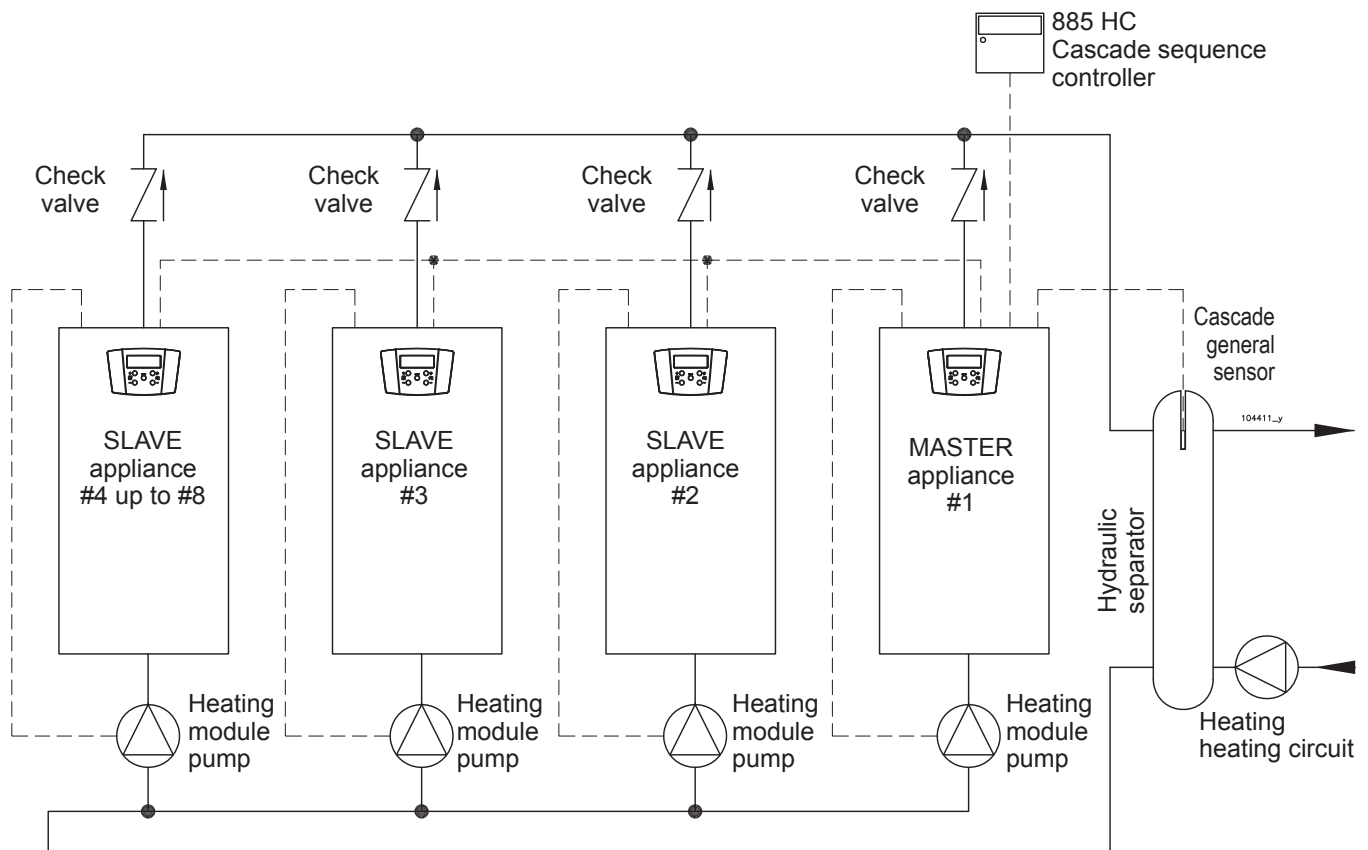 885 HC
Cascade sequence
controller
Check
valve
Check
valve
Check
valve
Check
valve
Cascade
general
sensor
104411_y
SLAVE
appliance
#4 up to #8
SLAVE
appliance
#3
SLAVE
appliance
#2
MASTER
appliance
#1
Hydraulic
separator
Heating
module
pump
Heating
module
pump
Heating
module
pump
Heating
module
pump
Heating
heating circuit